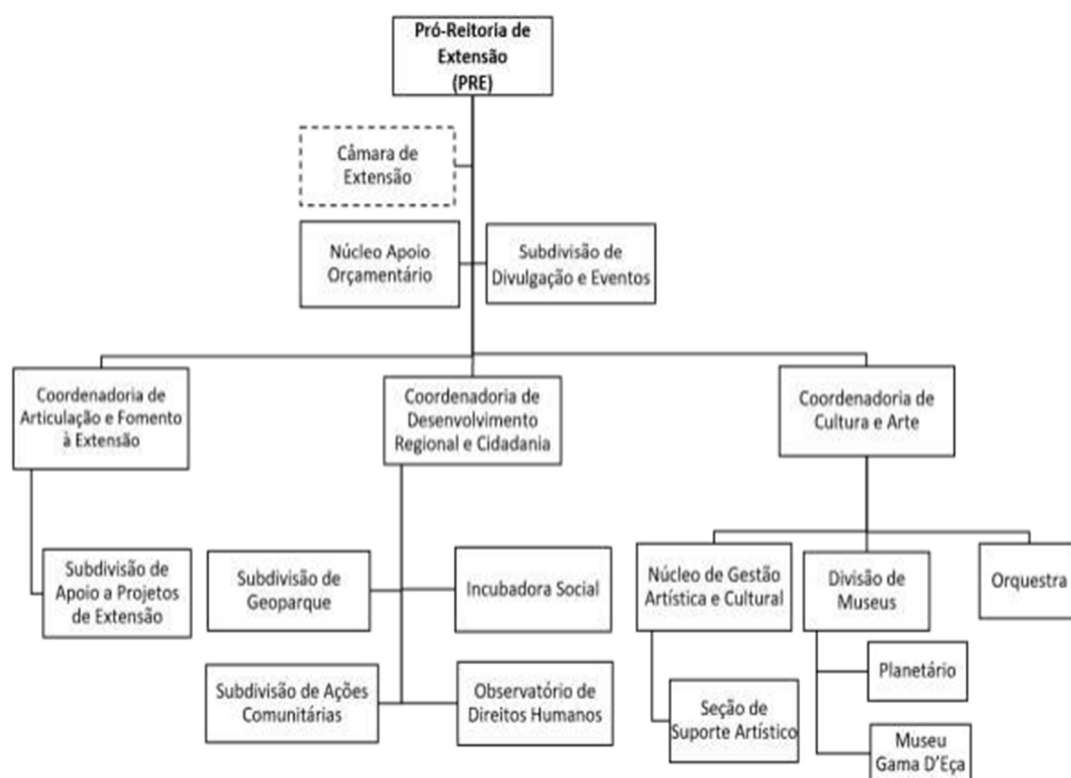 Pró-Reitoria de
Extensão
(PRE)
Câmara de
Extensão
Núcleo Apoio
Orçamentário
Subdivisão de
Divulgação e Eventos
Coordenadoria de
Articulação e Fomento
à Extensão
Coordenadoria de
Desenvolvimento
Regional e Cidadania
Coordenadoria de
Cultura e Arte
Subdivisão de
Apoio a Projetos
de Extensão
Subdivisão de
Geoparque
Incubadora Social
Subdivisão de Ações
Comunitárias
Observatório de
Direitos Humanos
Núcleo de Gestão
Artística e Cultural
Divisão de
Museus
Orquestra
Seção de
Suporte Artístico
Planetário
Museu
Gama D'Eça